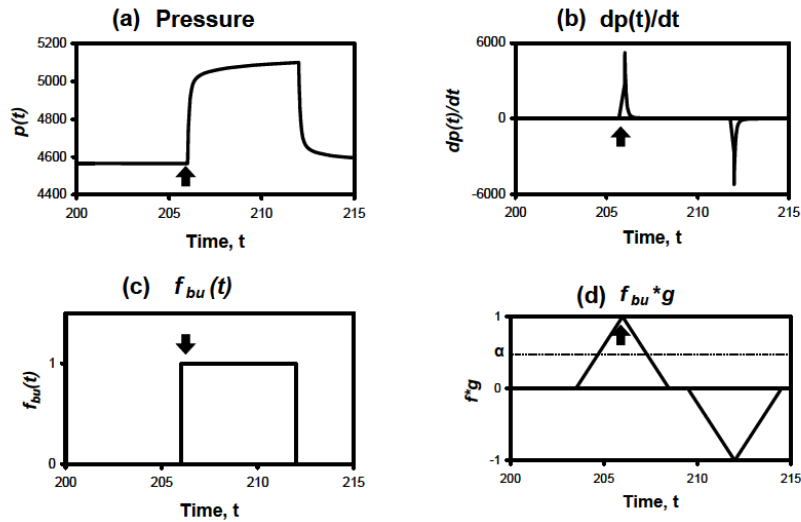 (a) Pressure
5200
5000
4800
4600
4400
p(t)
200 205 210 215
Time, t
(b) dp(t)/dt
6000
0
-6000
dp(t)/dt
200 205 210 215
Time, t
(c) f bu (t)
1
0
fbu(t)
200 205 210 215
Time, t
(d) f bu *g
1
α
0
-1
f*g
200 205 210 215
Time, t